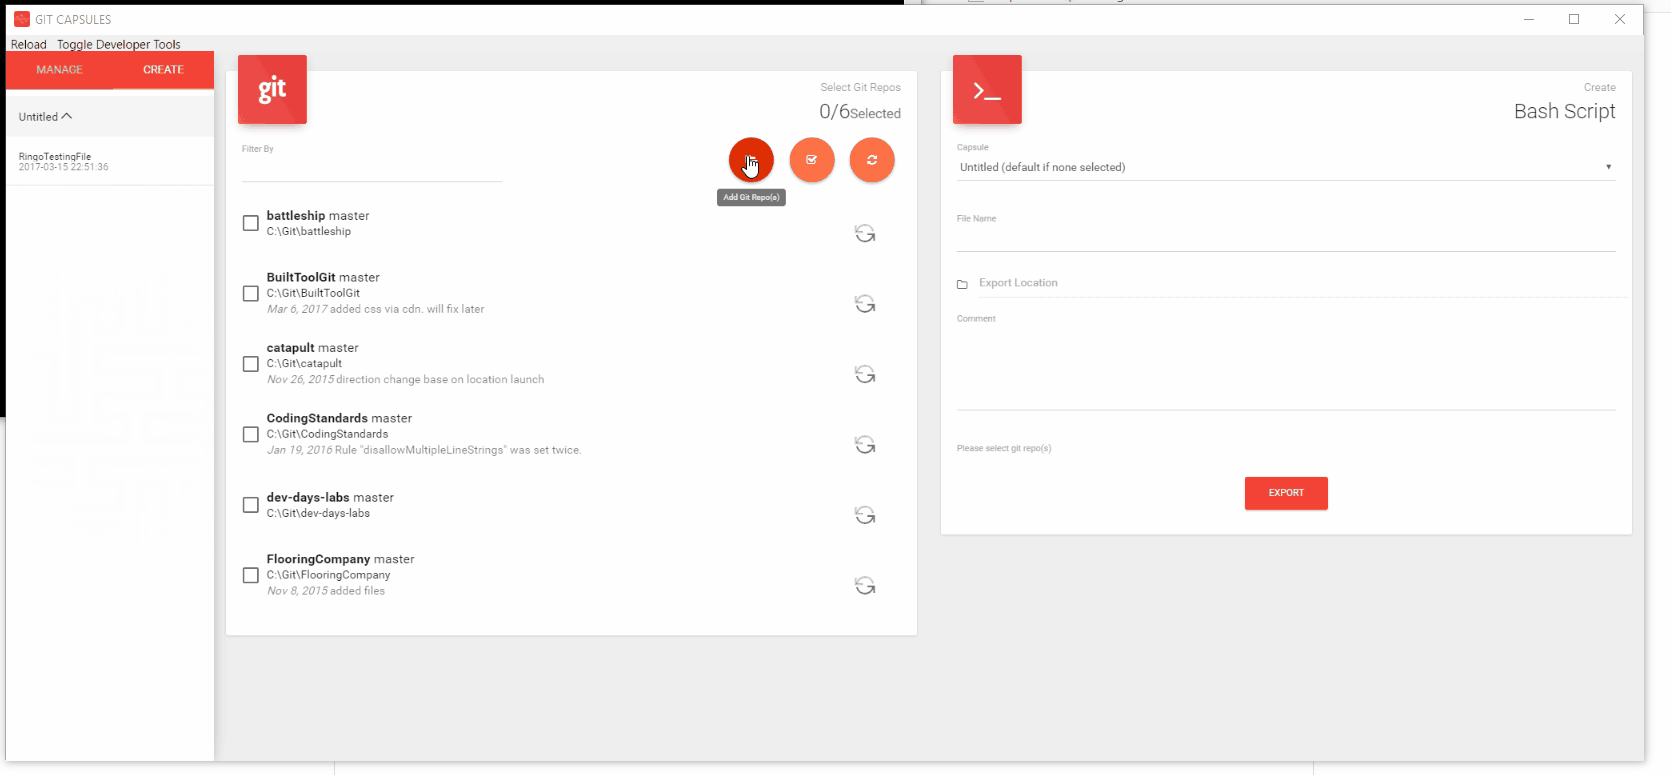 GIT CAPSULES
Reload Toggle Developer Tools
MANAGE CREATE
Untitled
RingoTestingFile
2017-03-15 22:51:36
git
Select Git Repos
0/6Selected
Filter By
Add Git Repo(s)
battleship master
C:\Git\battleship
BuiltToolGit master
C:\Git\BuiltToolGit
Mar 6, 2017 added css via cdn. will fix later
catapult master
C:\Git\catapult
Nov 26, 2015 direction change base on location launch
CodingStandards master
C:\Git\CodingStandards
Jan 19, 2016 Rule "disallowMultipleLineStrings" was set twice.
dev-days-labs master
C:\Git\dev-days-labs
FlooringCompany master
C:\Git\FlooringCompany
Nov 8, 2015 added files
>_
Create
Bash Script
Capsule
Untitled (default if none selected)
File Name
Export Location
Comment
Please select git repo(s)
EXPORT